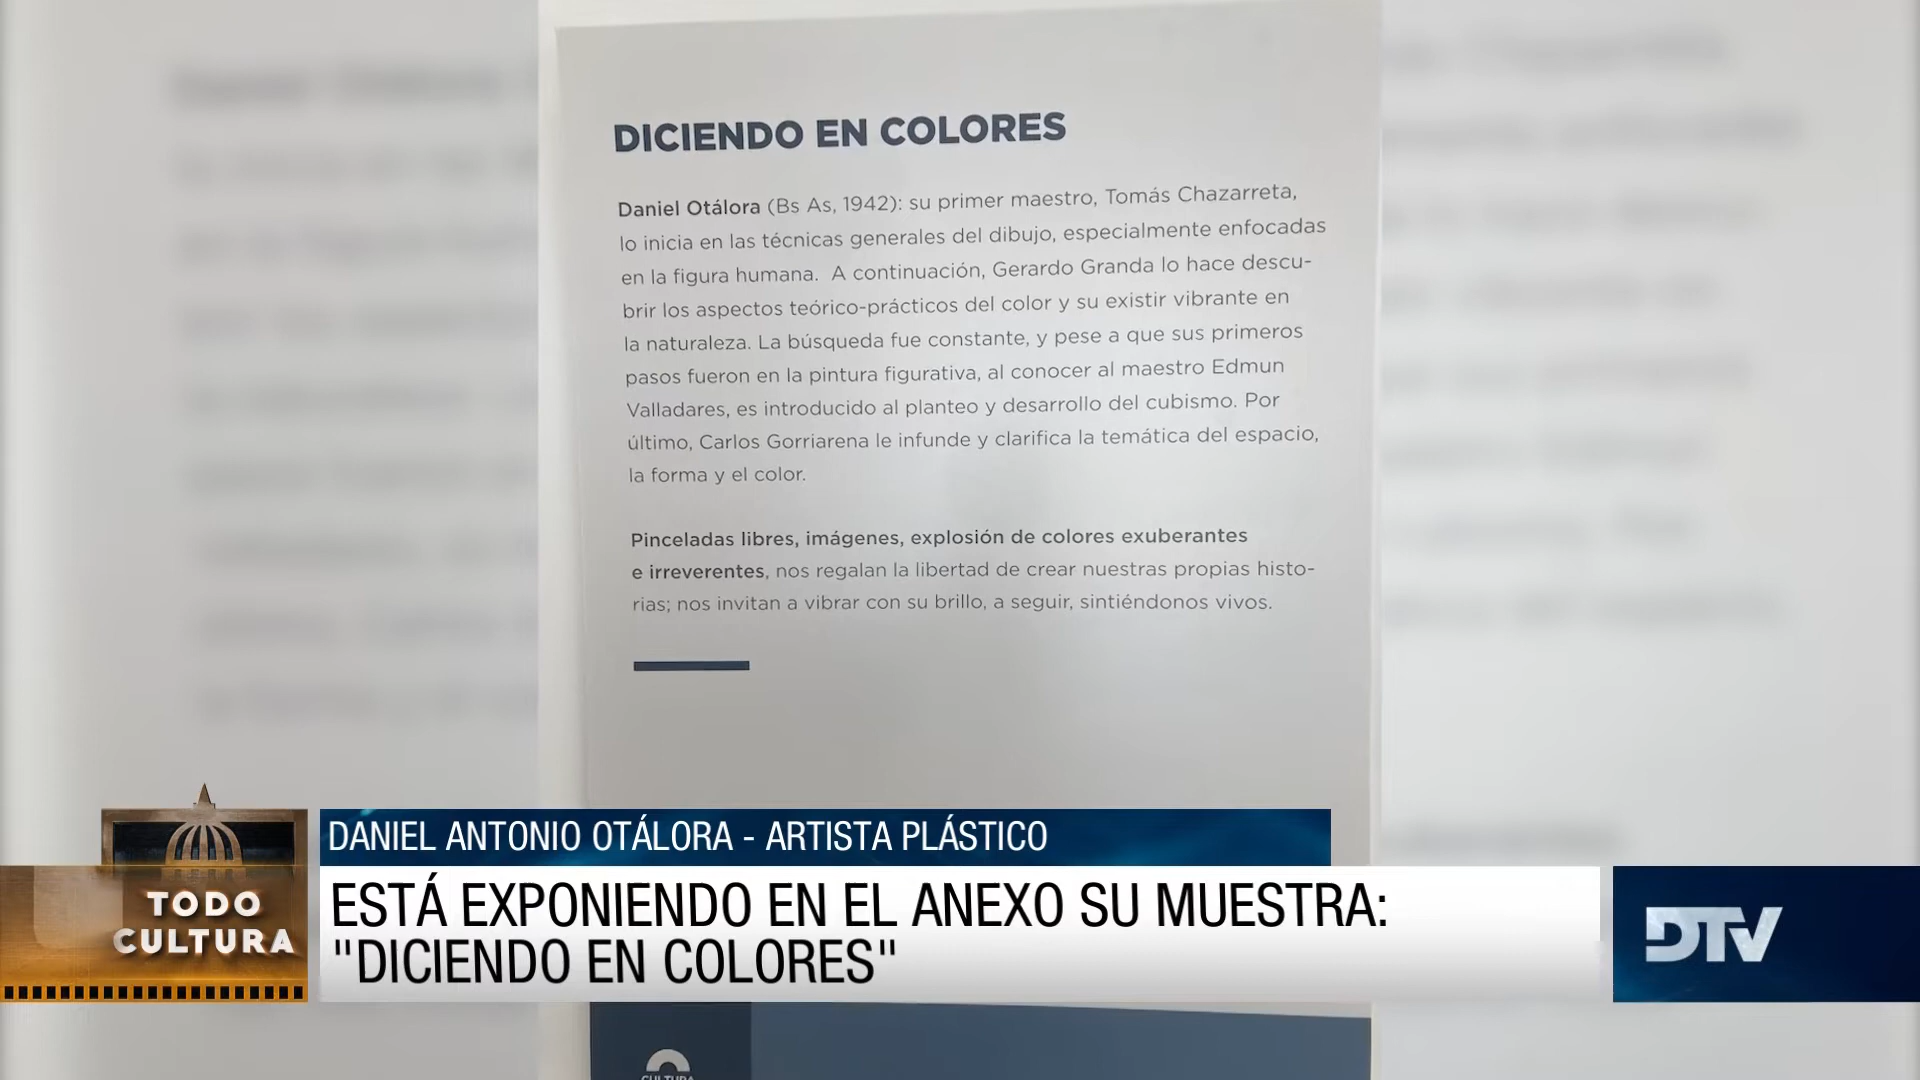 DICIENDO EN COLORES
Daniel Otálora (Bs As, 1942): su primer maestro, Tomás Chazarreta,
lo inicia en las técnicas generales del dibujo, especialmente enfocadas
en la figura humana. A continuación, Gerardo Granda lo hace descu-
brir los aspectos teórico-prácticos del color y su existir vibrante en
la naturaleza. La búsqueda fue constante, y pese a que sus primeros
pasos fueron en la pintura figurativa, al conocer al maestro Edmun
Valladares, es introducido al planteo y desarrollo del cubismo. Por
último, Carlos Gorriarena le infunde y clarifica la temática del espacio,
la forma y el color.
Pinceladas libres, imágenes, explosión de colores exuberantes
e irreverentes, nos regalan la libertad de crear nuestras propias histo-
rias; nos invitan a vibrar con su brillo, a seguir, sintiéndonos vivos.
DANIEL ANTONIO OTÁLORA - ARTISTA PLÁSTICO
TODO
CULTURA
ESTÁ EXPONIENDO EN EL ANEXO SU MUESTRA:
"DICIENDO EN COLORES"
DTV
CULTURA